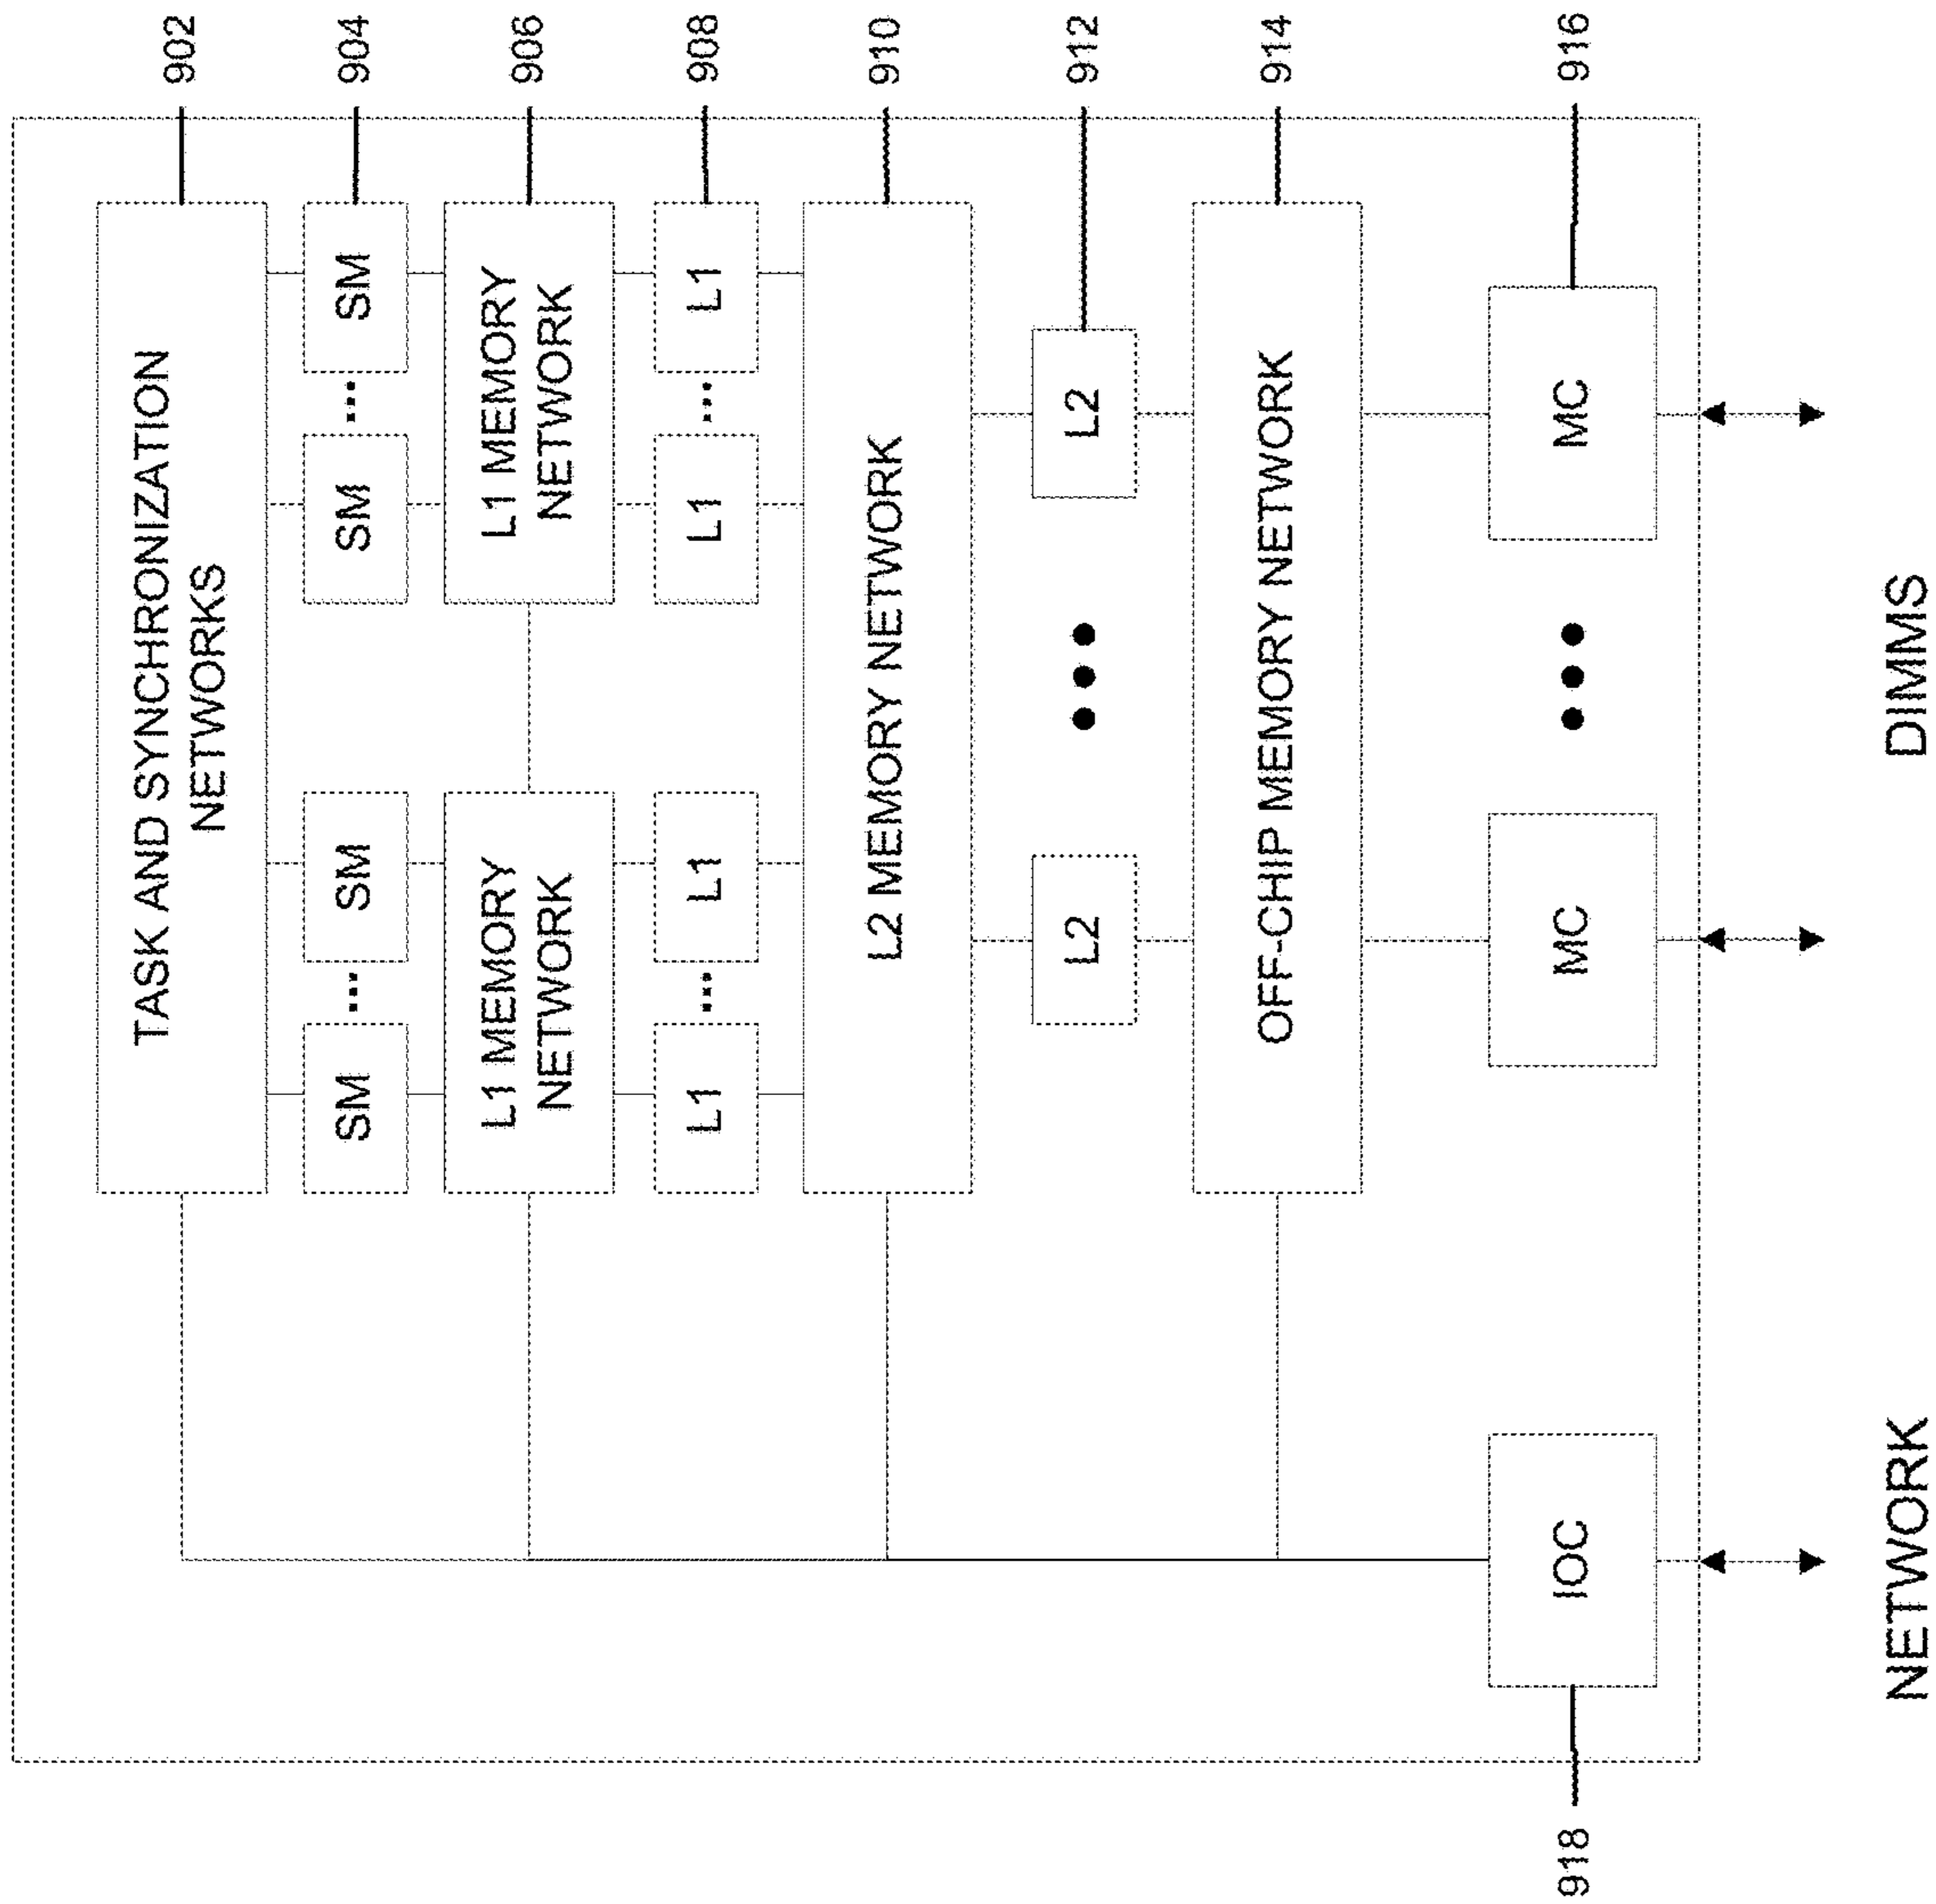 902
TASK AND SYNCHRONIZATION
NETWORKS
904
SM
...
SM
SM
...
SM
906
L1 MEMORY
NETWORK
L1 MEMORY
NETWORK
908
L1
...
L1
L1
...
L1
910
L2 MEMORY NETWORK
912
L2
L2
914
OFF-CHIP MEMORY NETWORK
916
918
IOC
MC
MC
NETWORK
DIMMS